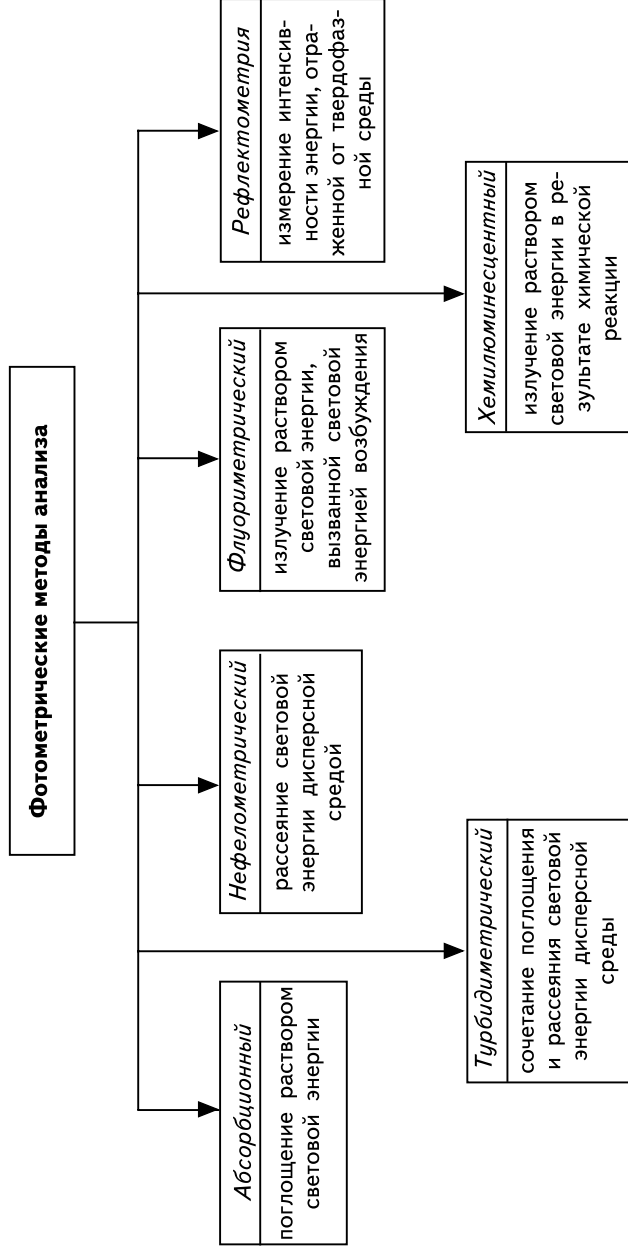 Фотометрические методы анализа
Абсорбционный
поглощение раствором
световой энергии
Нефелометрический
рассеяние световой
энергии дисперсной
средой
Флуориметрический
излучение раствором
световой энергии,
вызванной световой
энергией возбуждения
Рефлектометрия
измерение интенсив-
ности энергии, отра-
женной от твердофаз-
ной среды
Турбидиметрический
сочетание поглощения
и рассеяния световой
энергии дисперсной
среды
Хемилюминесцентный
излучение раствором
световой энергии в ре-
зультате химической
реакции